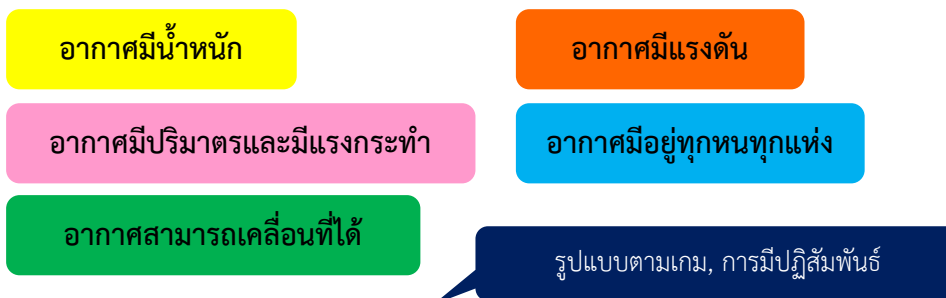 อากาศมีน้ำหนัก
อากาศมีแรงดัน
อากาศมีปริมาตรและมีแรงกระทำ
อากาศมีอยู่ทุกหนทุกแห่ง
อากาศสามารถเคลื่อนที่ได้
รูปแบบตามเกม, การมีปฏิสัมพันธ์